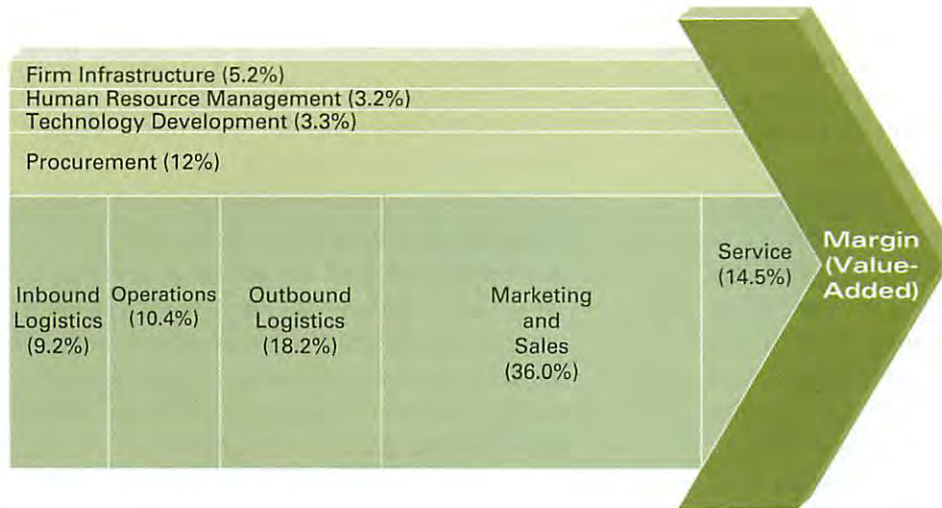 Firm Infrastructure (5.2%)
Human Resource Management (3.2%)
Technology Development (3.3%)
Procurement (12%)
Inbound
Logistics
(9.2%)
Operations
(10.4%)
Outbound
Logistics
(18.2%)
Marketing
and
Sales
(36.0%)
Service
(14.5%)
Margin
(Value-
Added)